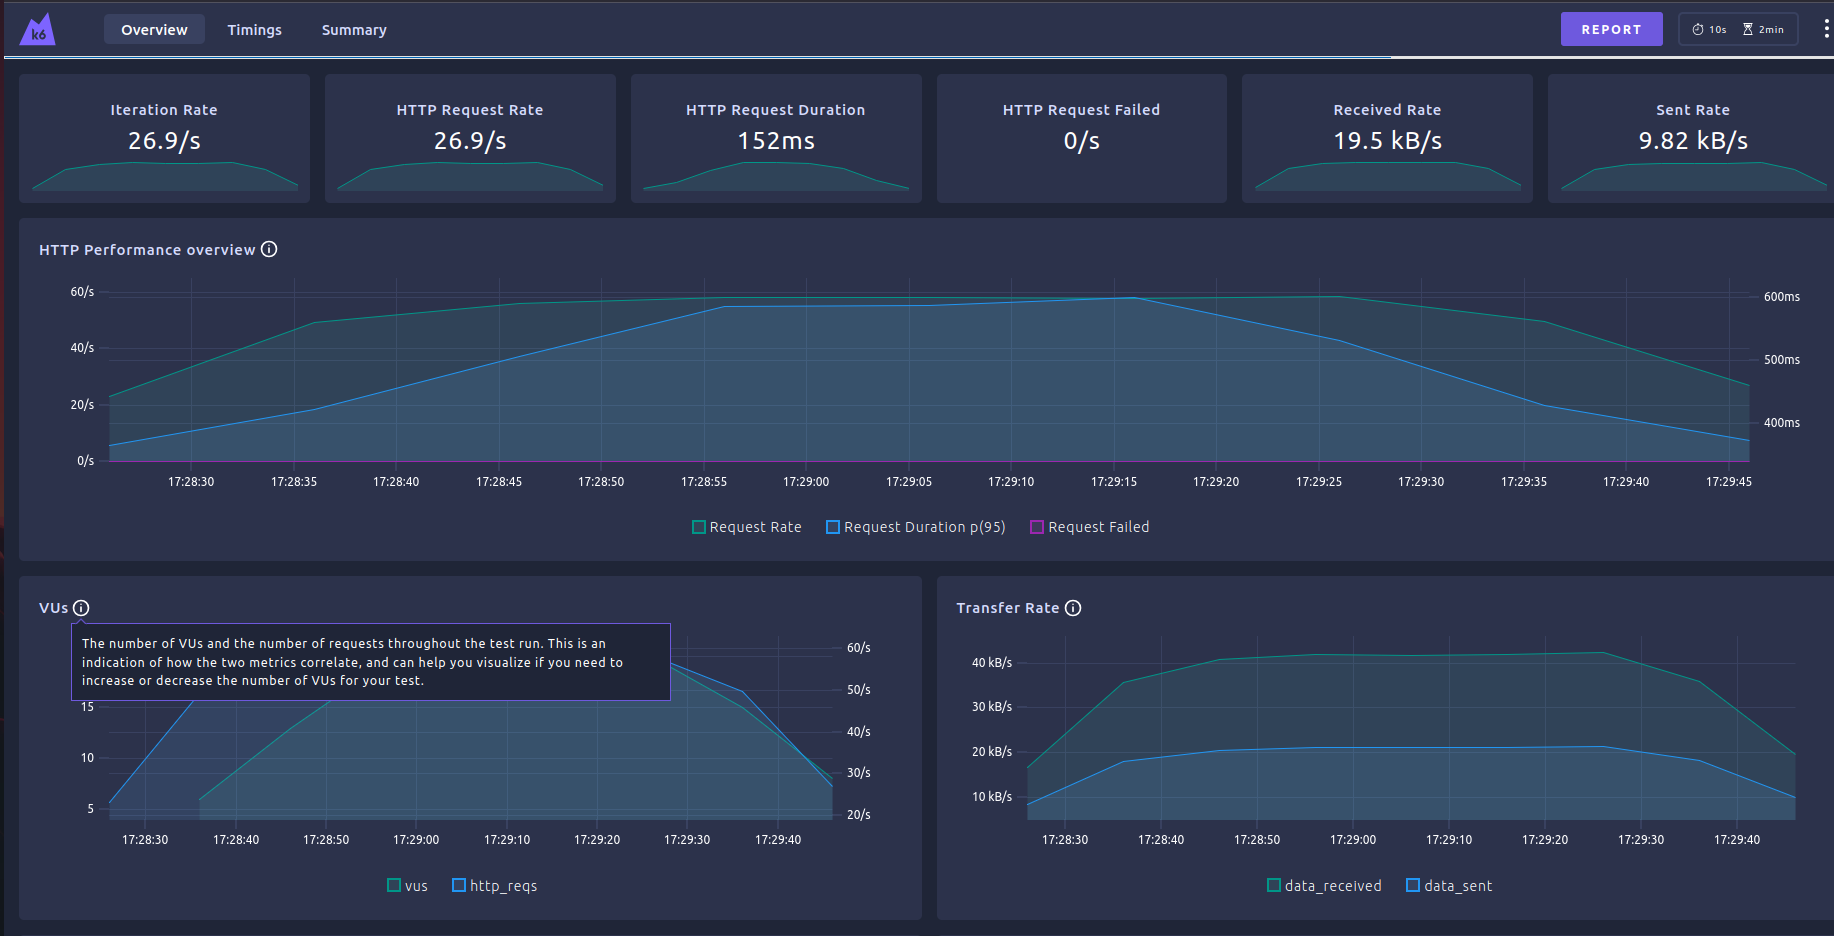 k6
Overview
Timings
Summary
REPORT
10s
2min
Iteration Rate
26.9/s
HTTP Request Rate
26.9/s
HTTP Request Duration
152ms
HTTP Request Failed
0/s
Received Rate
19.5 kB/s
Sent Rate
9.82 kB/s
HTTP Performance overview
60/s
40/s
20/s
0/s
600ms
500ms
400ms
17:28:30 17:28:35 17:28:40 17:28:45 17:28:50 17:28:55 17:29:00 17:29:05 17:29:10 17:29:15 17:29:20 17:29:25 17:29:30 17:29:35 17:29:40 17:29:45
Request Rate Request Duration p(95) Request Failed
VUs
The number of VUs and the number of requests throughout the test run. This is an
indication of how the two metrics correlate, and can help you visualize if you need to
increase or decrease the number of VUs for your test.
15
10
5
60/s
50/s
40/s
30/s
20/s
17:28:30 17:28:40 17:28:50 17:29:00 17:29:10 17:29:20 17:29:30 17:29:40
vus http_reqs
Transfer Rate
40 kB/s
30 kB/s
20 kB/s
10 kB/s
17:28:30 17:28:40 17:28:50 17:29:00 17:29:10 17:29:20 17:29:30 17:29:40
data_received data_sent